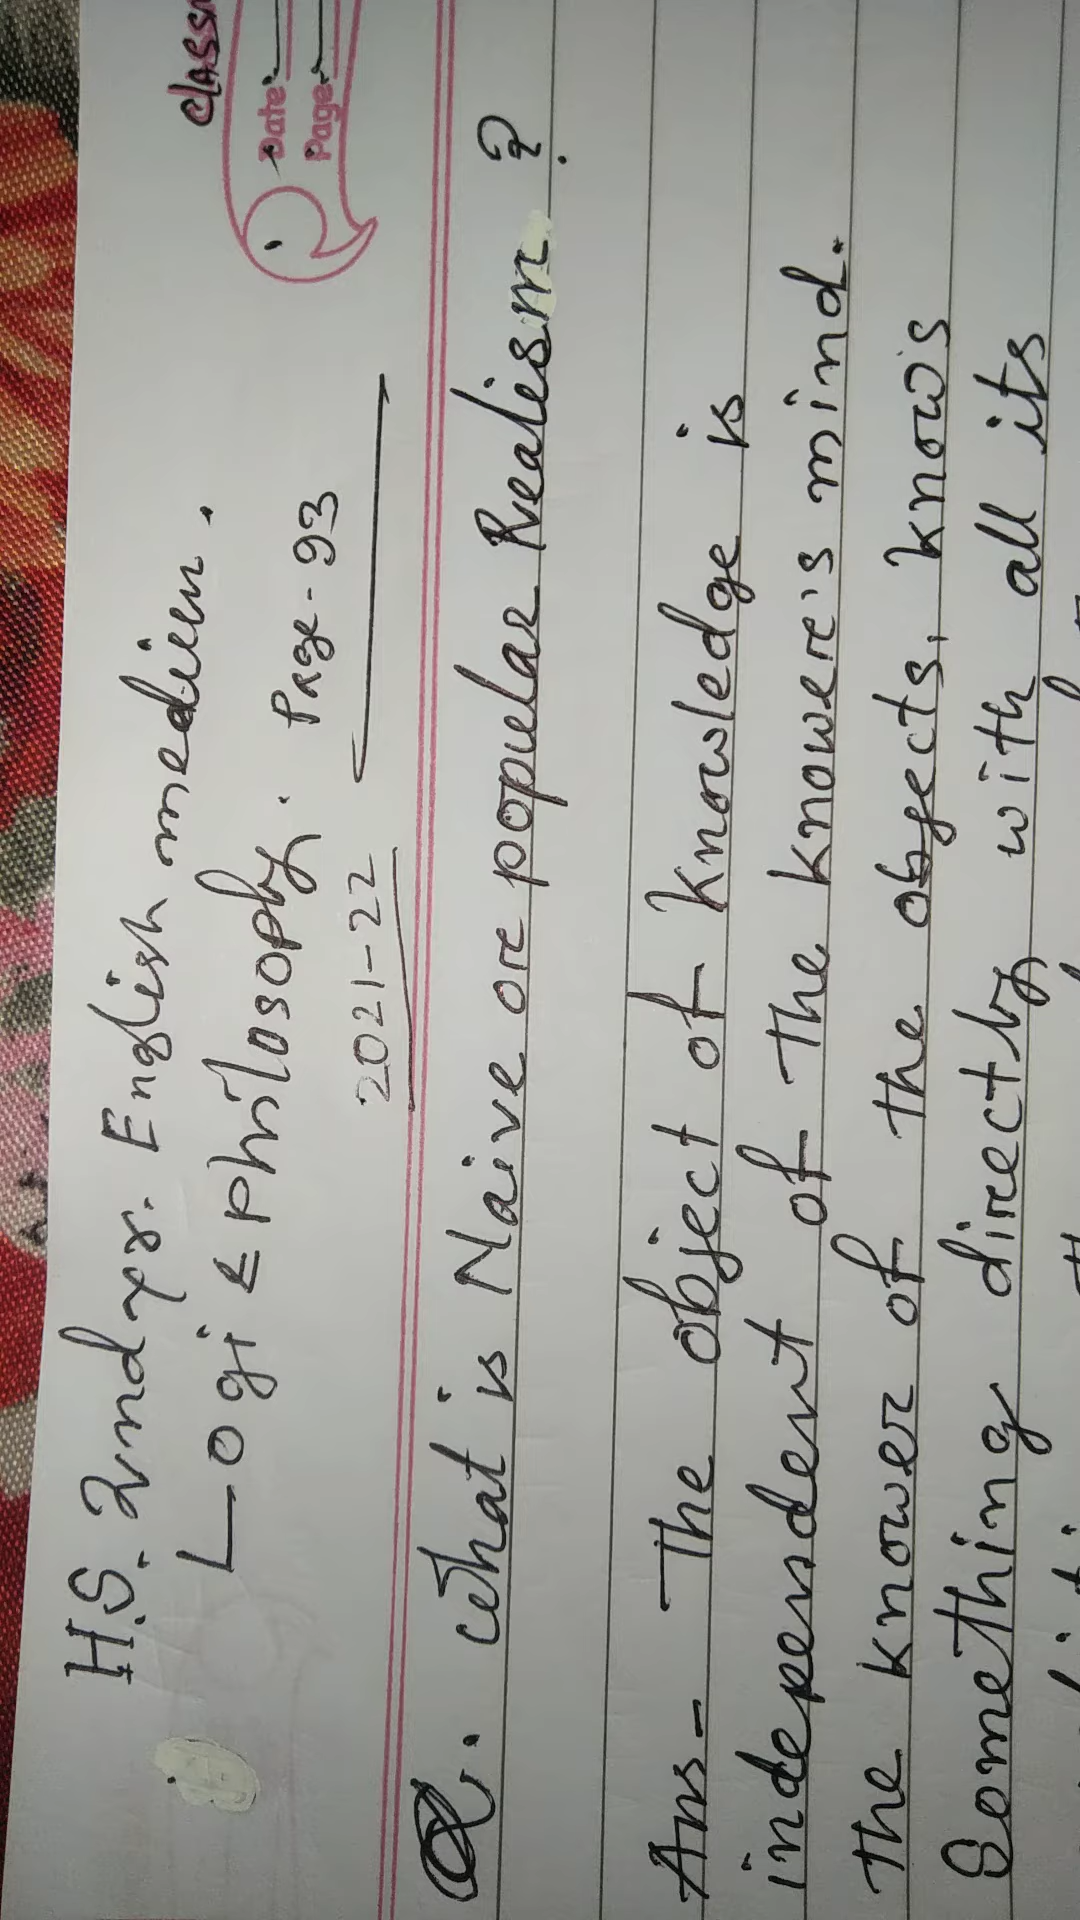 classm
Date:
Page:
H.S. 2nd yr. English medium.
Logi & philosophy. Page-93
2021-22
Q. What is Naive or popular Realism?
Ans- The object of knowledge is
independent of the knower's mind.
The knower of the objects, knows
Something directly with all its